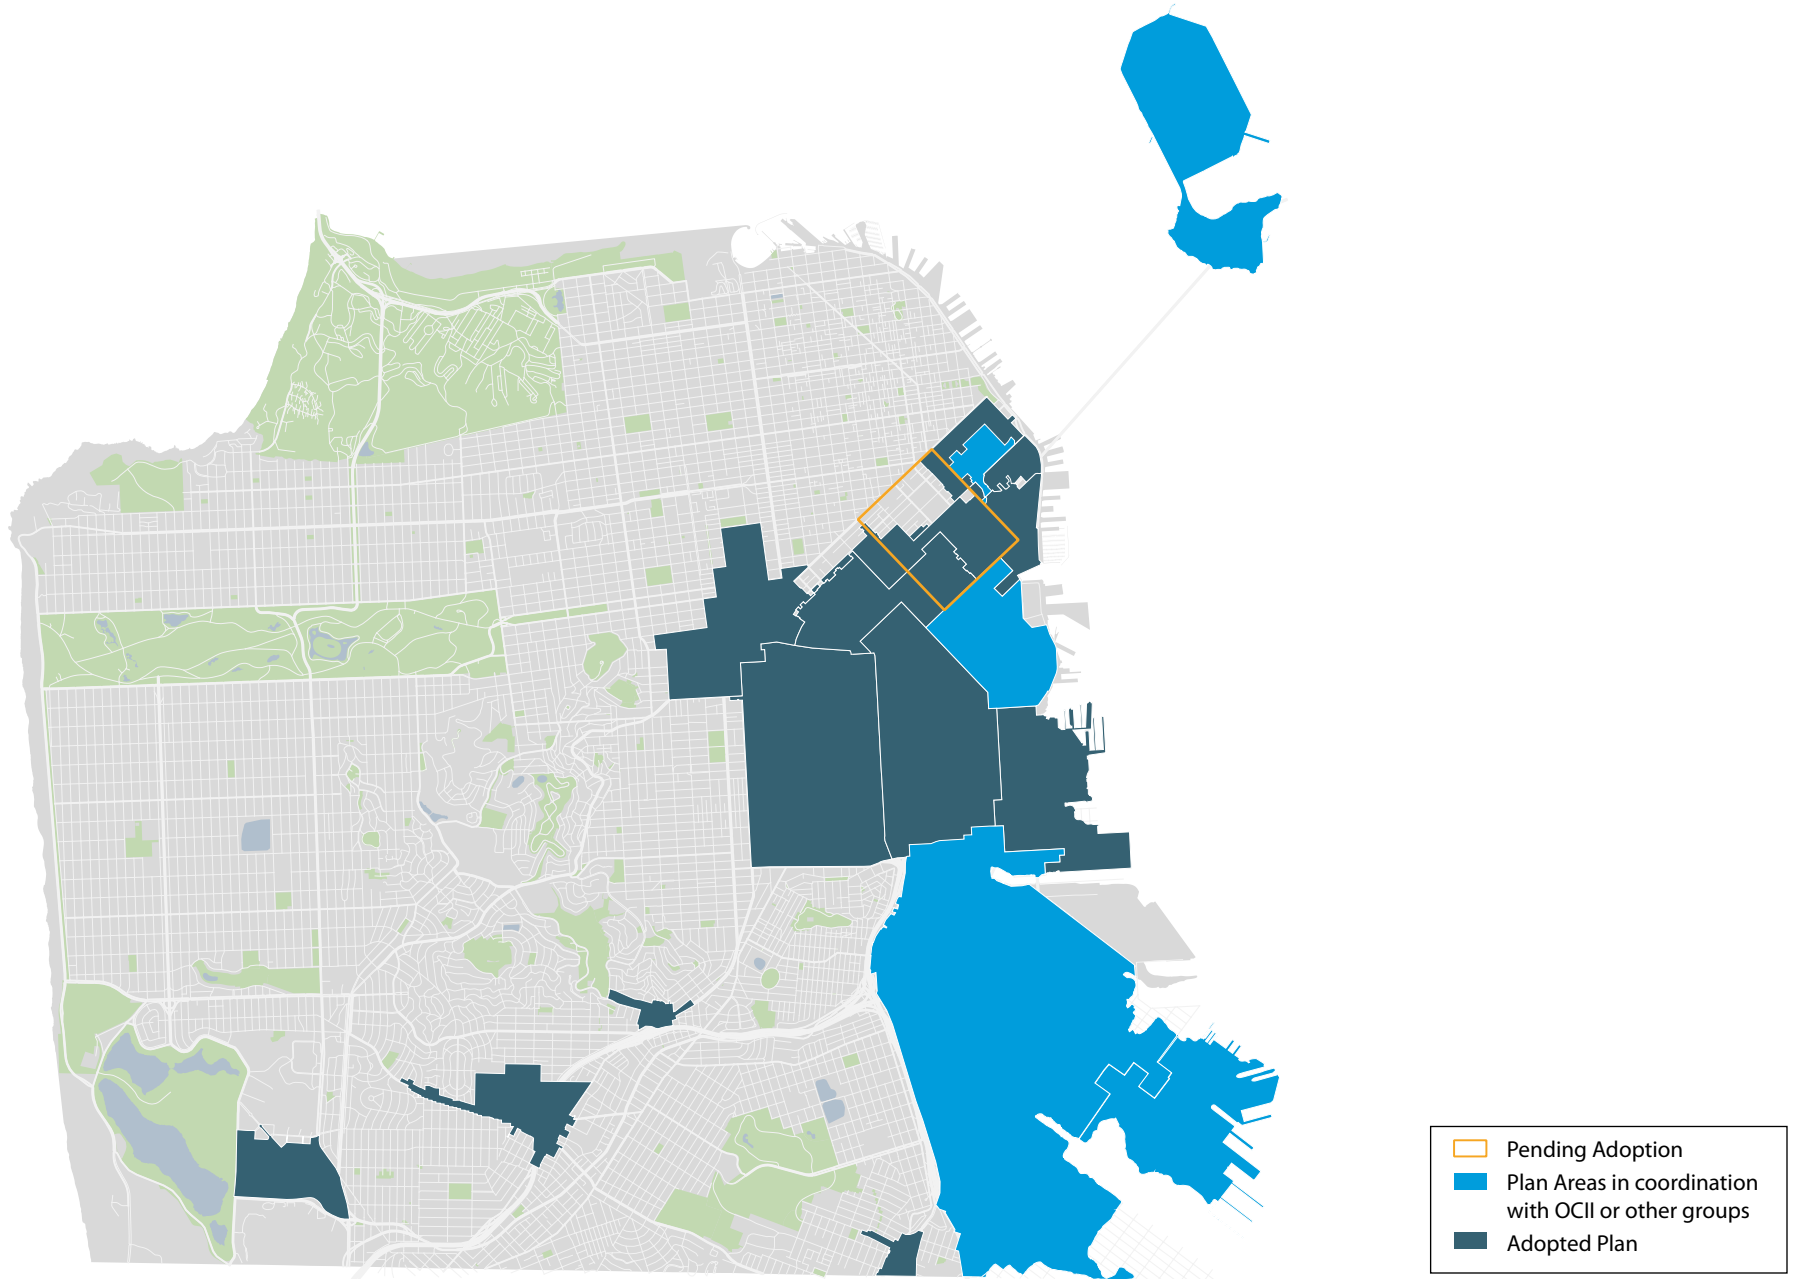 Pending Adoption
Plan Areas in coordination
with OCII or other groups
Adopted Plan